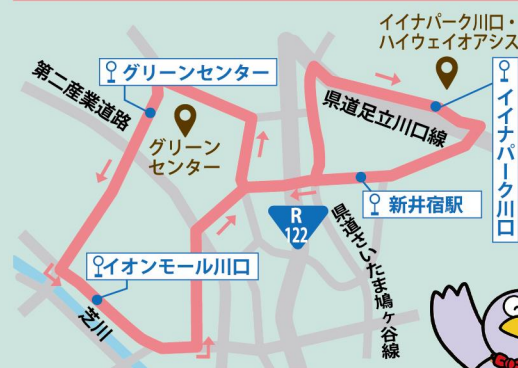 イイナパーク川口・
ハイウェイオアシス
グリーンセンター
第二産業道路
グリーン
センター
県道足立川口線
イイナパーク川口
新井宿駅
R
122
県道さいたま鳩ヶ谷線
イオンモール川口
芝川